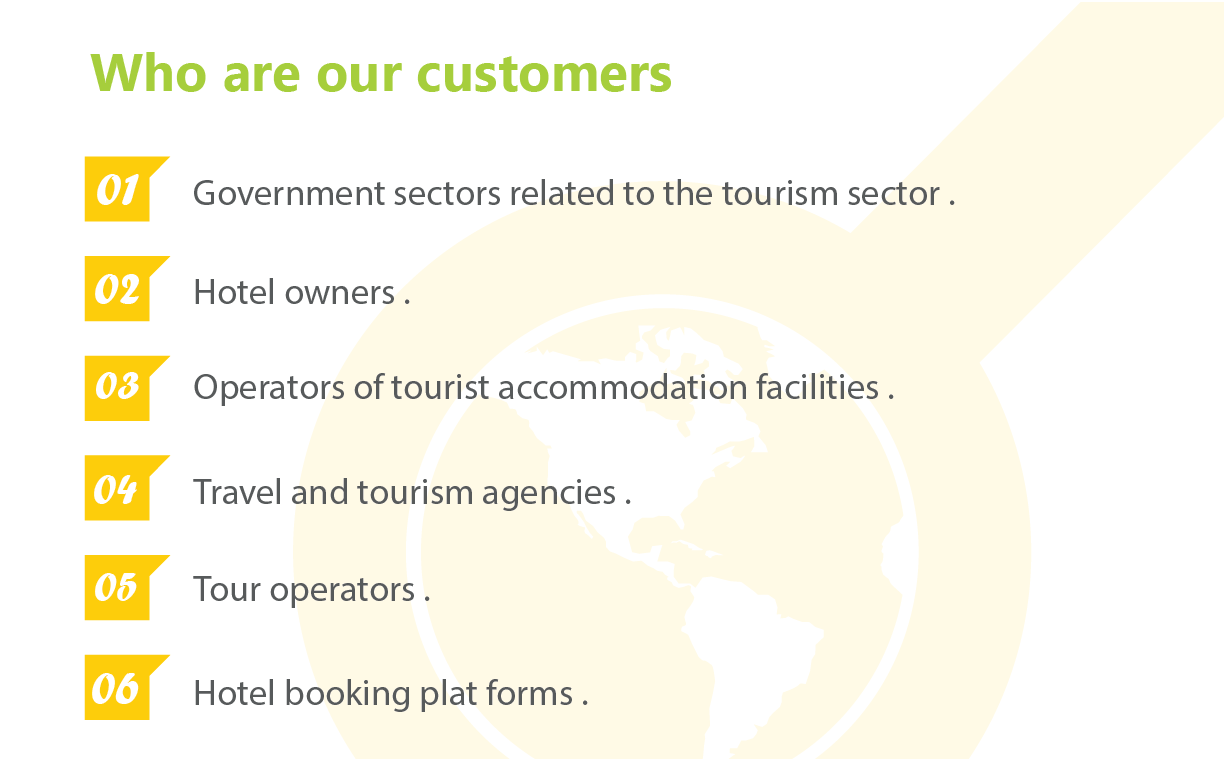 Who are our customers
01 Government sectors related to the tourism sector .
02 Hotel owners .
03 Operators of tourist accommodation facilities .
04 Travel and tourism agencies .
05 Tour operators .
06 Hotel booking plat forms .